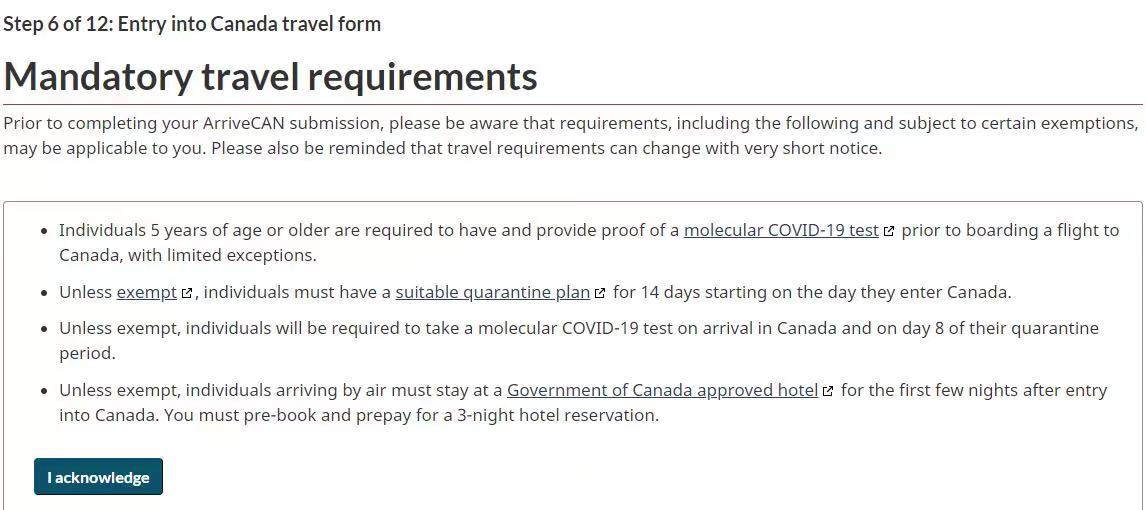 Step 6 of 12: Entry into Canada travel form
Mandatory travel requirements
Prior to completing your ArriveCAN submission, please be aware that requirements, including the following and subject to certain exemptions,
may be applicable to you. Please also be reminded that travel requirements can change with very short notice.
• Individuals 5 years of age or older are required to have and provide proof of a molecular COVID-19 test prior to boarding a flight to
Canada, with limited exceptions.
• Unless exempt, individuals must have a suitable quarantine plan for 14 days starting on the day they enter Canada.
• Unless exempt, individuals will be required to take a molecular COVID-19 test on arrival in Canada and on day 8 of their quarantine
period.
• Unless exempt, individuals arriving by air must stay at a Government of Canada approved hotel for the first few nights after entry
into Canada. You must pre-book and prepay for a 3-night hotel reservation.
I acknowledge